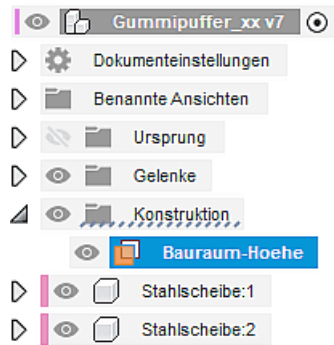 Gummipuffer_xx v7
Dokumenteinstellungen
Benannte Ansichten
Ursprung
Gelenke
Konstruktion
Bauraum-Hoehe
Stahlscheibe:1
Stahlscheibe:2